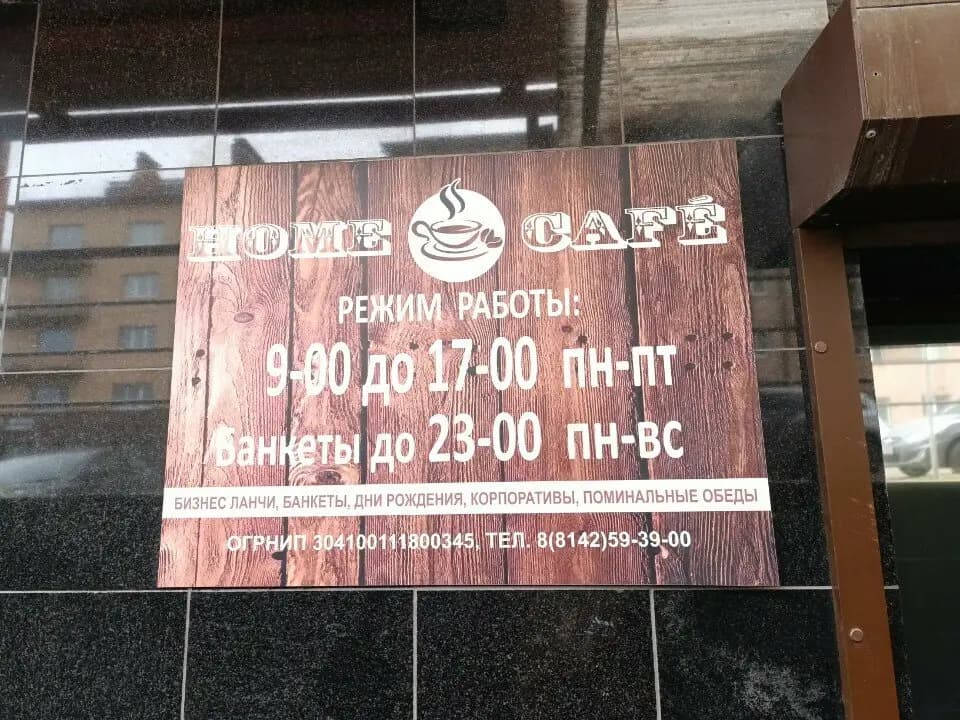 HOME CAFÉ
РЕЖИМ РАБОТЫ:
9-00 до 17-00 пн-пт
Банкеты до 23-00 пн-вс
БИЗНЕС ЛАНЧИ, БАНКЕТЫ, ДНИ РОЖДЕНИЯ, КОРПОРАТИВЫ, ПОМИНАЛЬНЫЕ ОБЕДЫ
ОГРНИП 304100111800345, ТЕЛ. 8(8142)59-39-00